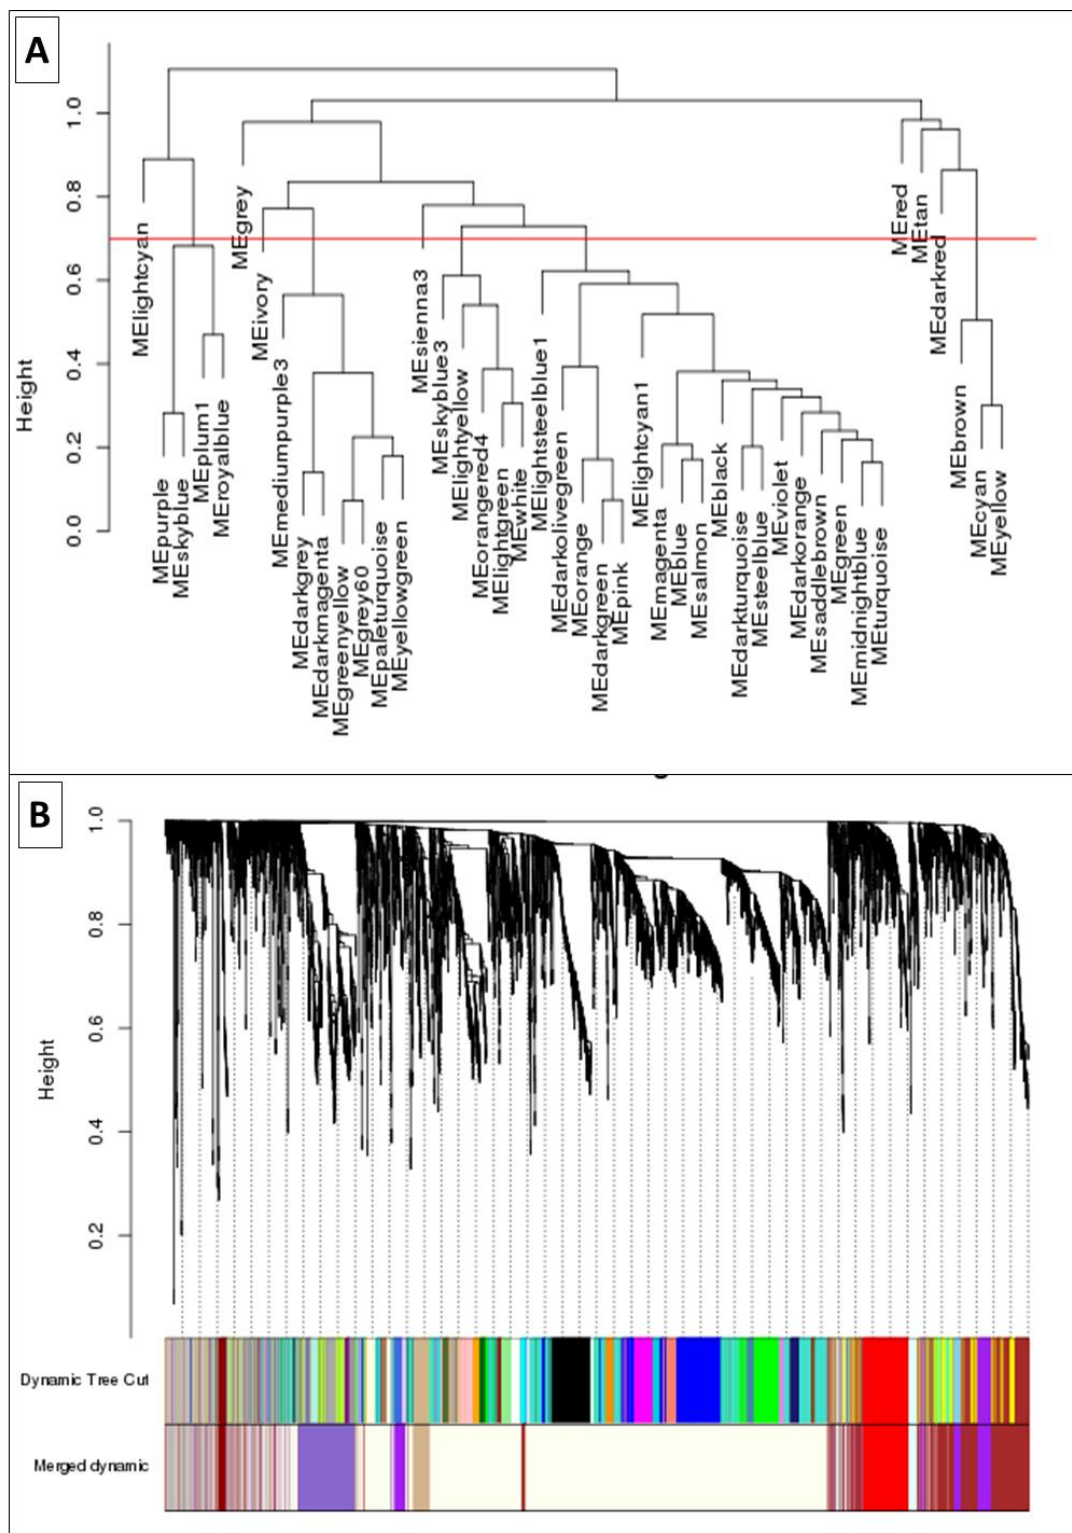 A
Height
0.0
0.2
0.4
0.6
0.8
1.0
MElightcyan
MEpurple
MEskyblue
MEplum1
MEroyalblue
MEgrey
MEivory
MEmediumpurple3
MEdarkgrey
MEdarkmagenta
MEgreenyellow
MEgrey60
MEpaleturquoise
MEyellowgreen
MEsienna3
MEskyblue3
MElightyellow
MEorangered4
MElightgreen
MEwhite
MElightsteelblue1
MEdarkolivegreen
MEorange
MEdarkgreen
MEpink
MElightcyan1
MEmagenta
MEblue
MEsalmon
MEblack
MEdarkturquoise
MEsteelblue
MEviolet
MEdarkorange
MEsaddlebrown
MEgreen
MEmidnightblue
MEturquoise
MEred
MEtan
MEdarkred
MEbrown
MEcyan
MEyellow
B
Height
0.2
0.4
0.6
0.8
1.0
Dynamic Tree Cut
Merged dynamic